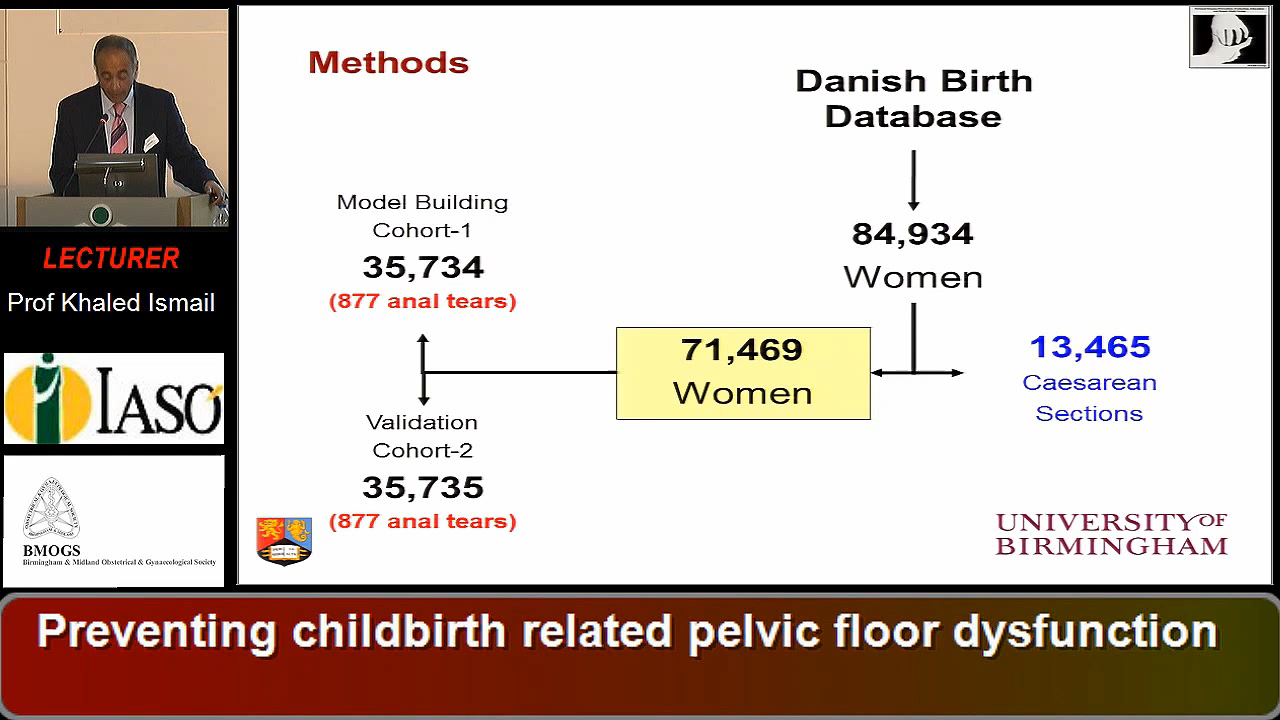 Methods
Danish Birth
Database
84,934
Women
Model Building
Cohort-1
35,734
(877 anal tears)
71,469
Women
13,465
Caesarean
Sections
Validation
Cohort-2
35,735
(877 anal tears)
UNIVERSITY OF
BIRMINGHAM
LECTURER
Prof Khaled Ismail
IASO
BMOGS
Birmingham & Midland Obstetrical & Gynaecological Society
Preventing childbirth related pelvic floor dysfunction